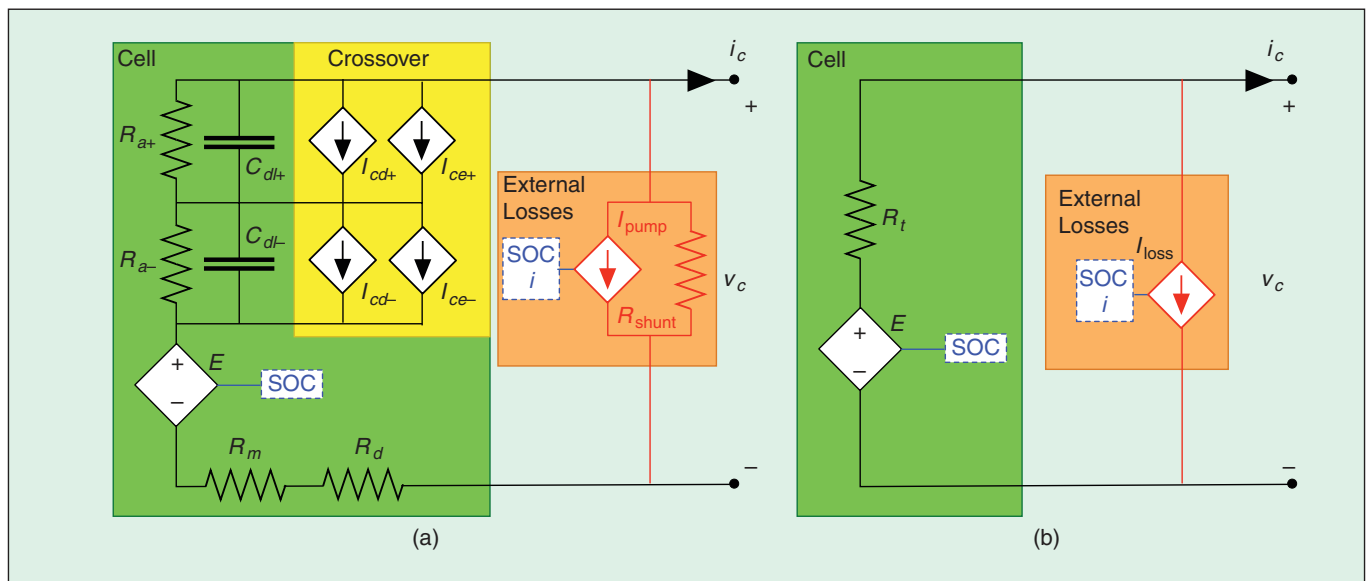 Cell
Crossover
i_c
+
R_a+
C_dl+
I_cd+
I_ce+
R_a–
C_dl–
I_cd–
I_ce–
External
Losses
I_pump
SOC
i
R_shunt
v_c
+
–
E
SOC
R_m
R_d
–
(a)
Cell
i_c
+
R_t
External
Losses
I_loss
SOC
i
v_c
+
–
E
SOC
–
(b)